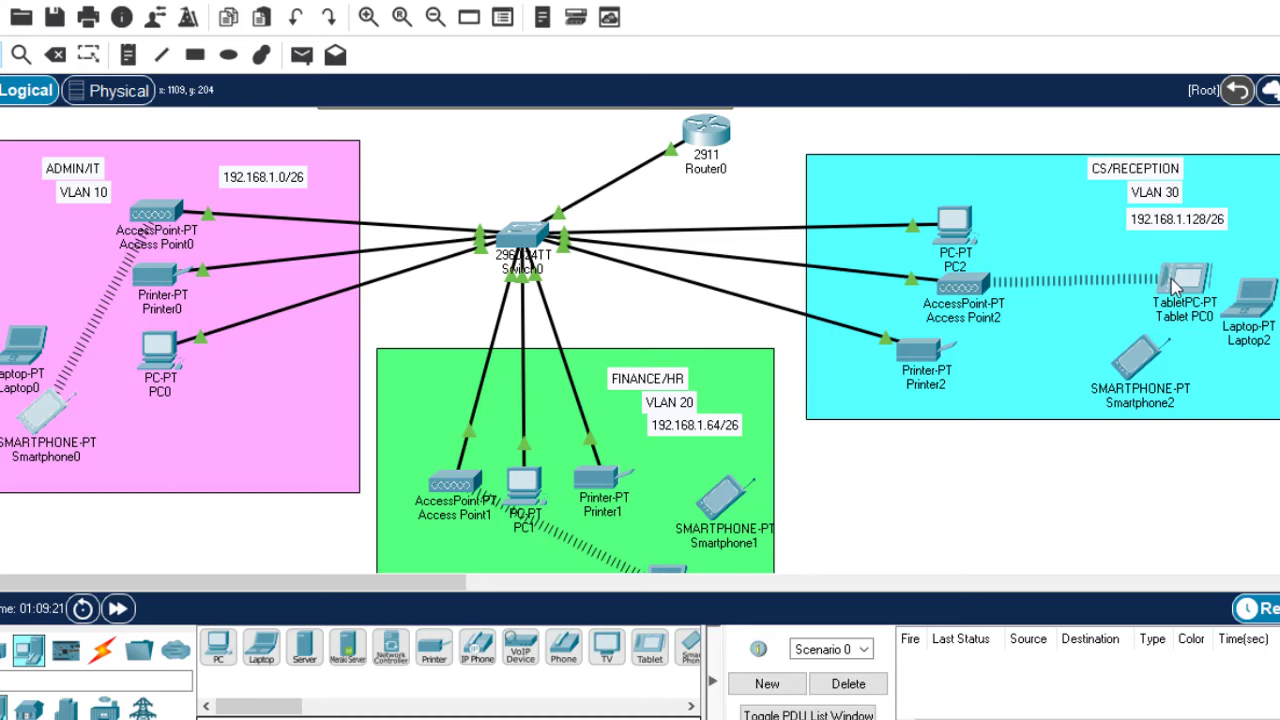 Logical
Physical
x: 1109, y: 204
[Root]
2911
Router0
ADMIN/IT
VLAN 10
192.168.1.0/26
AccessPoint-PT
Access Point0
Printer-PT
Printer0
PC-PT
PC0
aptop-PT
Laptop0
SMARTPHONE-PT
Smartphone0
24TT
Switch0
CS/RECEPTION
VLAN 30
192.168.1.128/26
PC-PT
PC2
AccessPoint-PT
Access Point2
TabletPC-PT
Tablet PC0
Laptop-PT
Laptop2
Printer-PT
Printer2
SMARTPHONE-PT
Smartphone2
FINANCE/HR
VLAN 20
192.168.1.64/26
AccessPoint-PT
Access Point1
PC-PT
PC1
Printer-PT
Printer1
SMARTPHONE-PT
Smartphone1
me: 01:09:21
Re
PC
Laptop
Server
Meraki Server
Network Controller
Printer
IP Phone
VoIP Device
Phone
TV
Tablet
Smart
Phon
Scenario 0
New
Delete
Toggle PDU List Window
Fire Last Status Source Destination Type Color Time(sec)